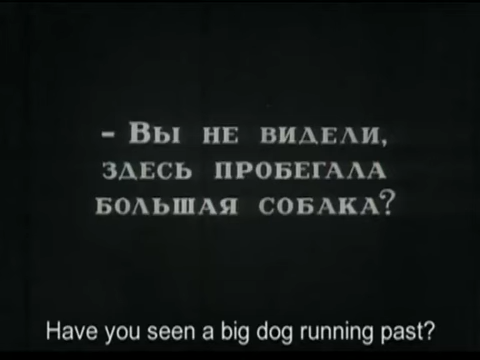 - Вы не видели,
здесь пробегала
большая собака?
Have you seen a big dog running past?